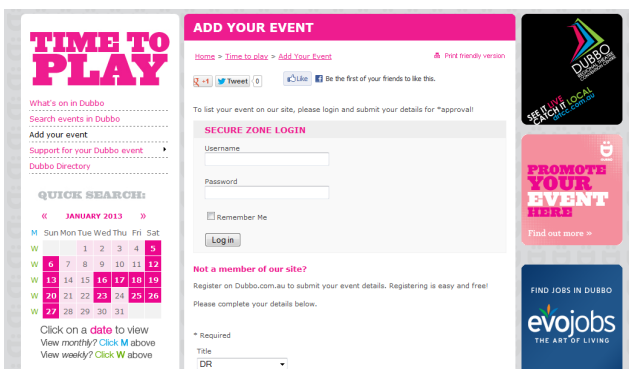 TIME TO
PLAY
What's on in Dubbo
Search events in Dubbo
Add your event
Support for your Dubbo event
Dubbo Directory
QUICK SEARCH:
« JANUARY 2013 »
M Sun Mon Tue Wed Thu Fri Sat
W 1 2 3 4 5
W 6 7 8 9 10 11 12
W 13 14 15 16 17 18 19
W 20 21 22 23 24 25 26
W 27 28 29 30 31
Click on a date to view
View monthly? Click M above
View weekly? Click W above
ADD YOUR EVENT
Home > Time to play > Add Your Event
Print friendly version
+1 Tweet 0 Like Be the first of your friends to like this.
To list your event on our site, please login and submit your details for *approval!
SECURE ZONE LOGIN
Username
Password
Remember Me
Log in
Not a member of our site?
Register on Dubbo.com.au to submit your event details. Registering is easy and free!
Please complete your details below.
* Required
Title
DR
DUBBO
SEE IT LIVE
CATCH IT LOCAL
drtcc.com.au
PROMOTE
YOUR
EVENT
HERE
Find out more »
FIND JOBS IN DUBBO
evojobs
THE ART OF LIVING